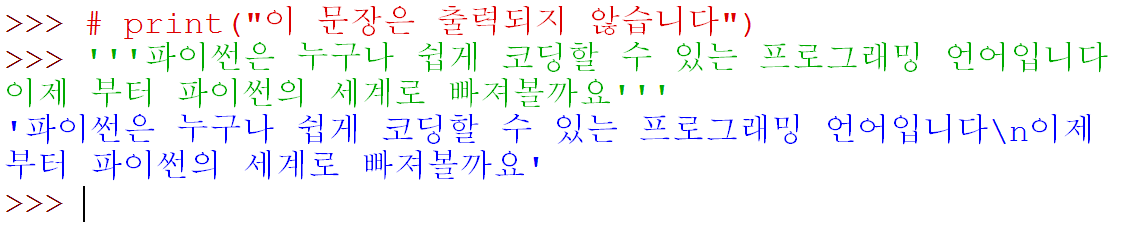 >>> # print("이 문장은 출력되지 않습니다")
>>> '''파이썬은 누구나 쉽게 코딩할 수 있는 프로그래밍 언어입니다
이제 부터 파이썬의 세계로 빠져볼까요'''
'파이썬은 누구나 쉽게 코딩할 수 있는 프로그래밍 언어입니다\n이제
부터 파이썬의 세계로 빠져볼까요'
>>>